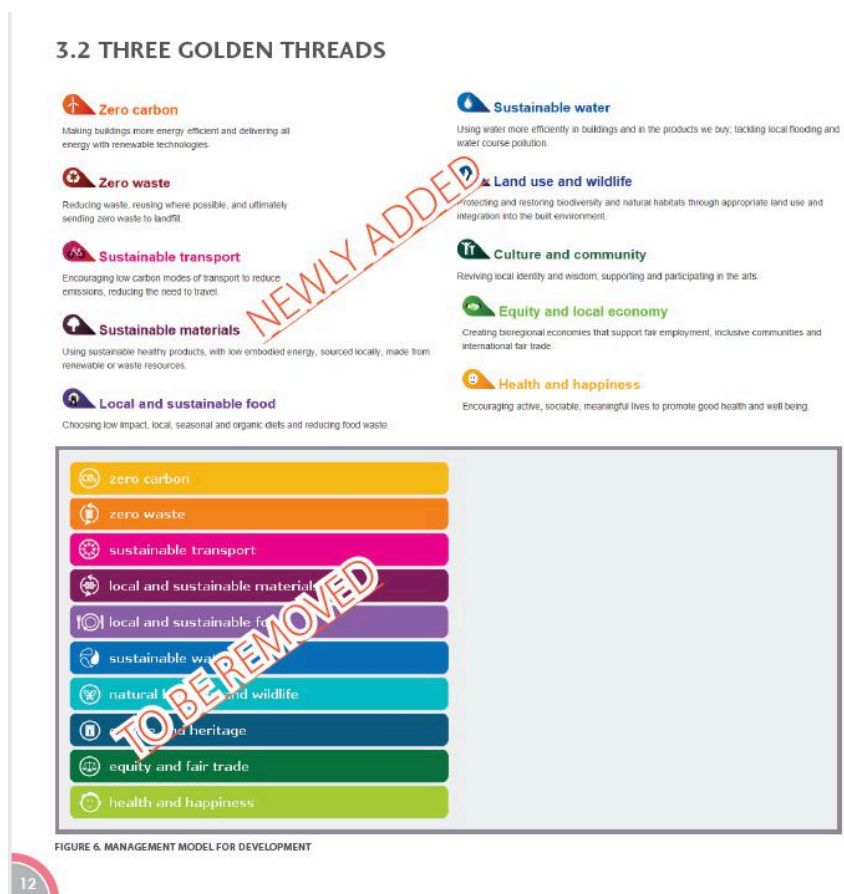 3.2 THREE GOLDEN THREADS
Zero carbon
Making buildings more energy efficient and delivering all
energy with renewable technologies.
Zero waste
Reducing waste, reusing where possible, and ultimately
sending zero waste to landfill.
Sustainable transport
Encouraging low carbon modes of transport to reduce
emissions, reducing the need to travel.
Sustainable materials
Using sustainable healthy products, with low embodied energy, sourced locally, made from
renewable or waste resources.
Local and sustainable food
Choosing low impact, local, seasonal and organic diets and reducing food waste.
Sustainable water
Using water more efficiently in buildings and in the products we buy; tackling local flooding and
water course pollution.
Land use and wildlife
Protecting and restoring biodiversity and natural habitats through appropriate land use and
integration into the built environment.
Culture and community
Reviving local identity and wisdom; supporting and participating in the arts.
Equity and local economy
Creating bioregional economies that support fair employment, inclusive communities and
international fair trade.
Health and happiness
Encouraging active, sociable, meaningful lives to promote good health and well being.
NEWLY ADDED
CO₂ zero carbon
zero waste
sustainable transport
local and sustainable materials
local and sustainable
sustainable
natural and wildlife
heritage
equity and fair trade
health and happiness
TO BE REMOVED
FIGURE 6. MANAGEMENT MODEL FOR DEVELOPMENT
12